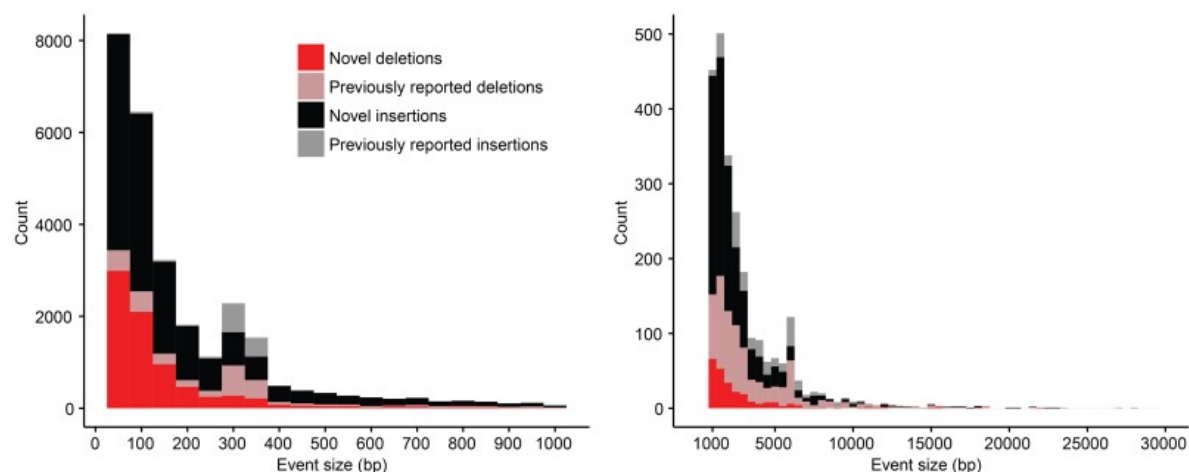 8000
6000
4000
2000
0
Count
Novel deletions
Previously reported deletions
Novel insertions
Previously reported insertions
0 100 200 300 400 500 600 700 800 900 1000
Event size (bp)
500
400
300
200
100
0
Count
1000 5000 10000 15000 20000 25000 30000
Event size (bp)